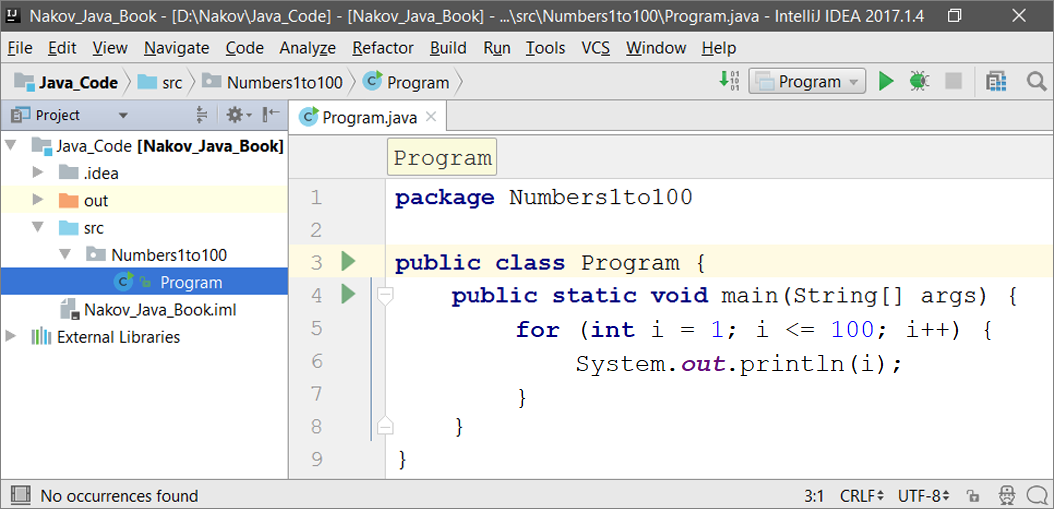 Nakov_Java_Book - [D:\Nakov\Java_Code] - [Nakov_Java_Book] - ...\src\Numbers1to100\Program.java - IntelliJ IDEA 2017.1.4
File Edit View Navigate Code Analyze Refactor Build Run Tools VCS Window Help
Java_Code src Numbers1to100 Program Program
Project
Program.java
Java_Code [Nakov_Java_Book]
.idea
out
src
Numbers1to100
Program
Nakov_Java_Book.iml
External Libraries
Program
1 package Numbers1to100
2
3 public class Program {
4 public static void main(String[] args) {
5 for (int i = 1; i <= 100; i++) {
6 System.out.println(i);
7 }
8 }
9 }
No occurrences found 3:1 CRLF UTF-8